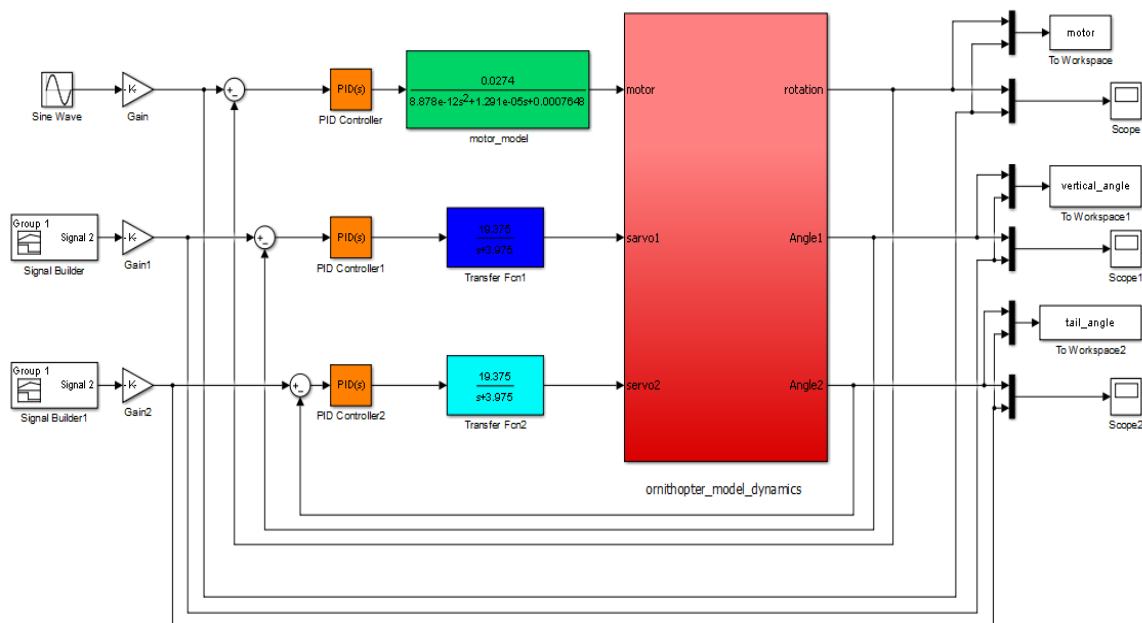 Sine Wave
-K-
Gain
+
-
PID(s)
PID Controller
0.0274
8.878e-12s²+1.291e-05s+0.0007648
motor_model
motor
rotation
motor
To Workspace
Scope
Group 1
Signal 2
Signal Builder
-K-
Gain1
+
-
PID(s)
PID Controller1
19.375
s+3.975
Transfer Fcn1
sarvo1
Angle1
vertical_angle
To Workspace1
Scope1
Group 1
Signal 2
Signal Builder1
-K-
Gain2
+
-
PID(s)
PID Controller2
19.375
s+3.975
Transfer Fcn2
servo2
Angle2
tail_angle
To Workspace2
Scope2
ornithopter_model_dynamics